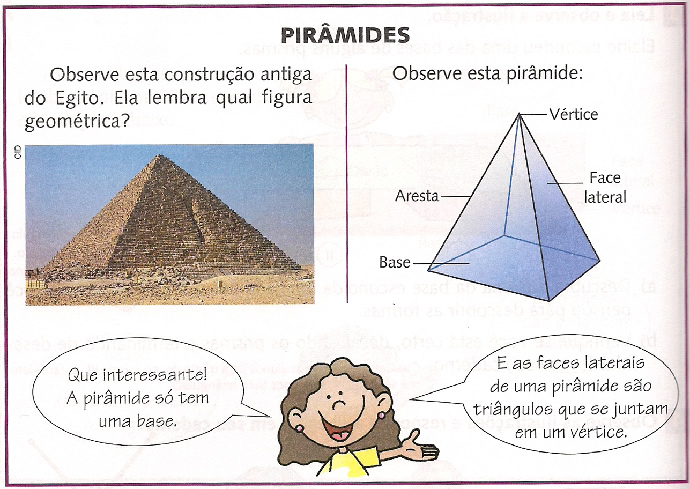 PIRÂMIDES
Observe esta construção antiga
do Egito. Ela lembra qual figura
geométrica?
CID
Observe esta pirâmide:
Vértice
Face
lateral
Aresta
Base
Que interessante!
A pirâmide só tem
uma base.
E as faces laterais
de uma pirâmide são
triângulos que se juntam
em um vértice.